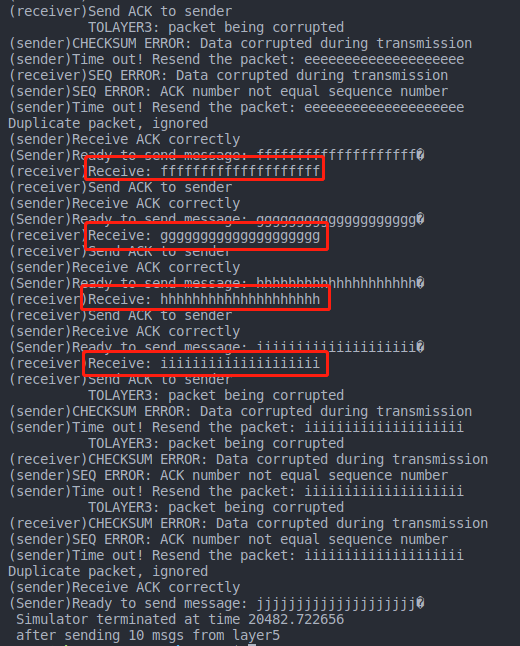 (receiver)Send ACK to sender
TOLAYER3: packet being corrupted
(sender)CHECKSUM ERROR: Data corrupted during transmission
(sender)Time out! Resend the packet: eeeeeeeeeeeeeeeeeeee
(receiver)SEQ ERROR: Data corrupted during transmission
(sender)SEQ ERROR: ACK number not equal sequence number
(sender)Time out! Resend the packet: eeeeeeeeeeeeeeeeeeee
Duplicate packet, ignored
(sender)Receive ACK correctly
(Sender)Ready to send message: ffffffffffffffffffff�
(receiver)Receive: ffffffffffffffffffff
(receiver)Send ACK to sender
(sender)Receive ACK correctly
(Sender)Ready to send message: gggggggggggggggggggg�
(receiver)Receive: gggggggggggggggggggg
(receiver)Send ACK to sender
(sender)Receive ACK correctly
(Sender)Ready to send message: hhhhhhhhhhhhhhhhhhhh�
(receiver)Receive: hhhhhhhhhhhhhhhhhhhh
(receiver)Send ACK to sender
(sender)Receive ACK correctly
(Sender)Ready to send message: iiiiiiiiiiiiiiiiiiii�
(receiver)Receive: iiiiiiiiiiiiiiiiiiii
(receiver)Send ACK to sender
TOLAYER3: packet being corrupted
(sender)CHECKSUM ERROR: Data corrupted during transmission
(sender)Time out! Resend the packet: iiiiiiiiiiiiiiiiiiii
TOLAYER3: packet being corrupted
(receiver)CHECKSUM ERROR: Data corrupted during transmission
(sender)SEQ ERROR: ACK number not equal sequence number
(sender)Time out! Resend the packet: iiiiiiiiiiiiiiiiiiii
TOLAYER3: packet being corrupted
(receiver)CHECKSUM ERROR: Data corrupted during transmission
(sender)SEQ ERROR: ACK number not equal sequence number
(sender)Time out! Resend the packet: iiiiiiiiiiiiiiiiiiii
Duplicate packet, ignored
(sender)Receive ACK correctly
(Sender)Ready to send message: jjjjjjjjjjjjjjjjjjjj�
Simulator terminated at time 20482.722656
after sending 10 msgs from layer5